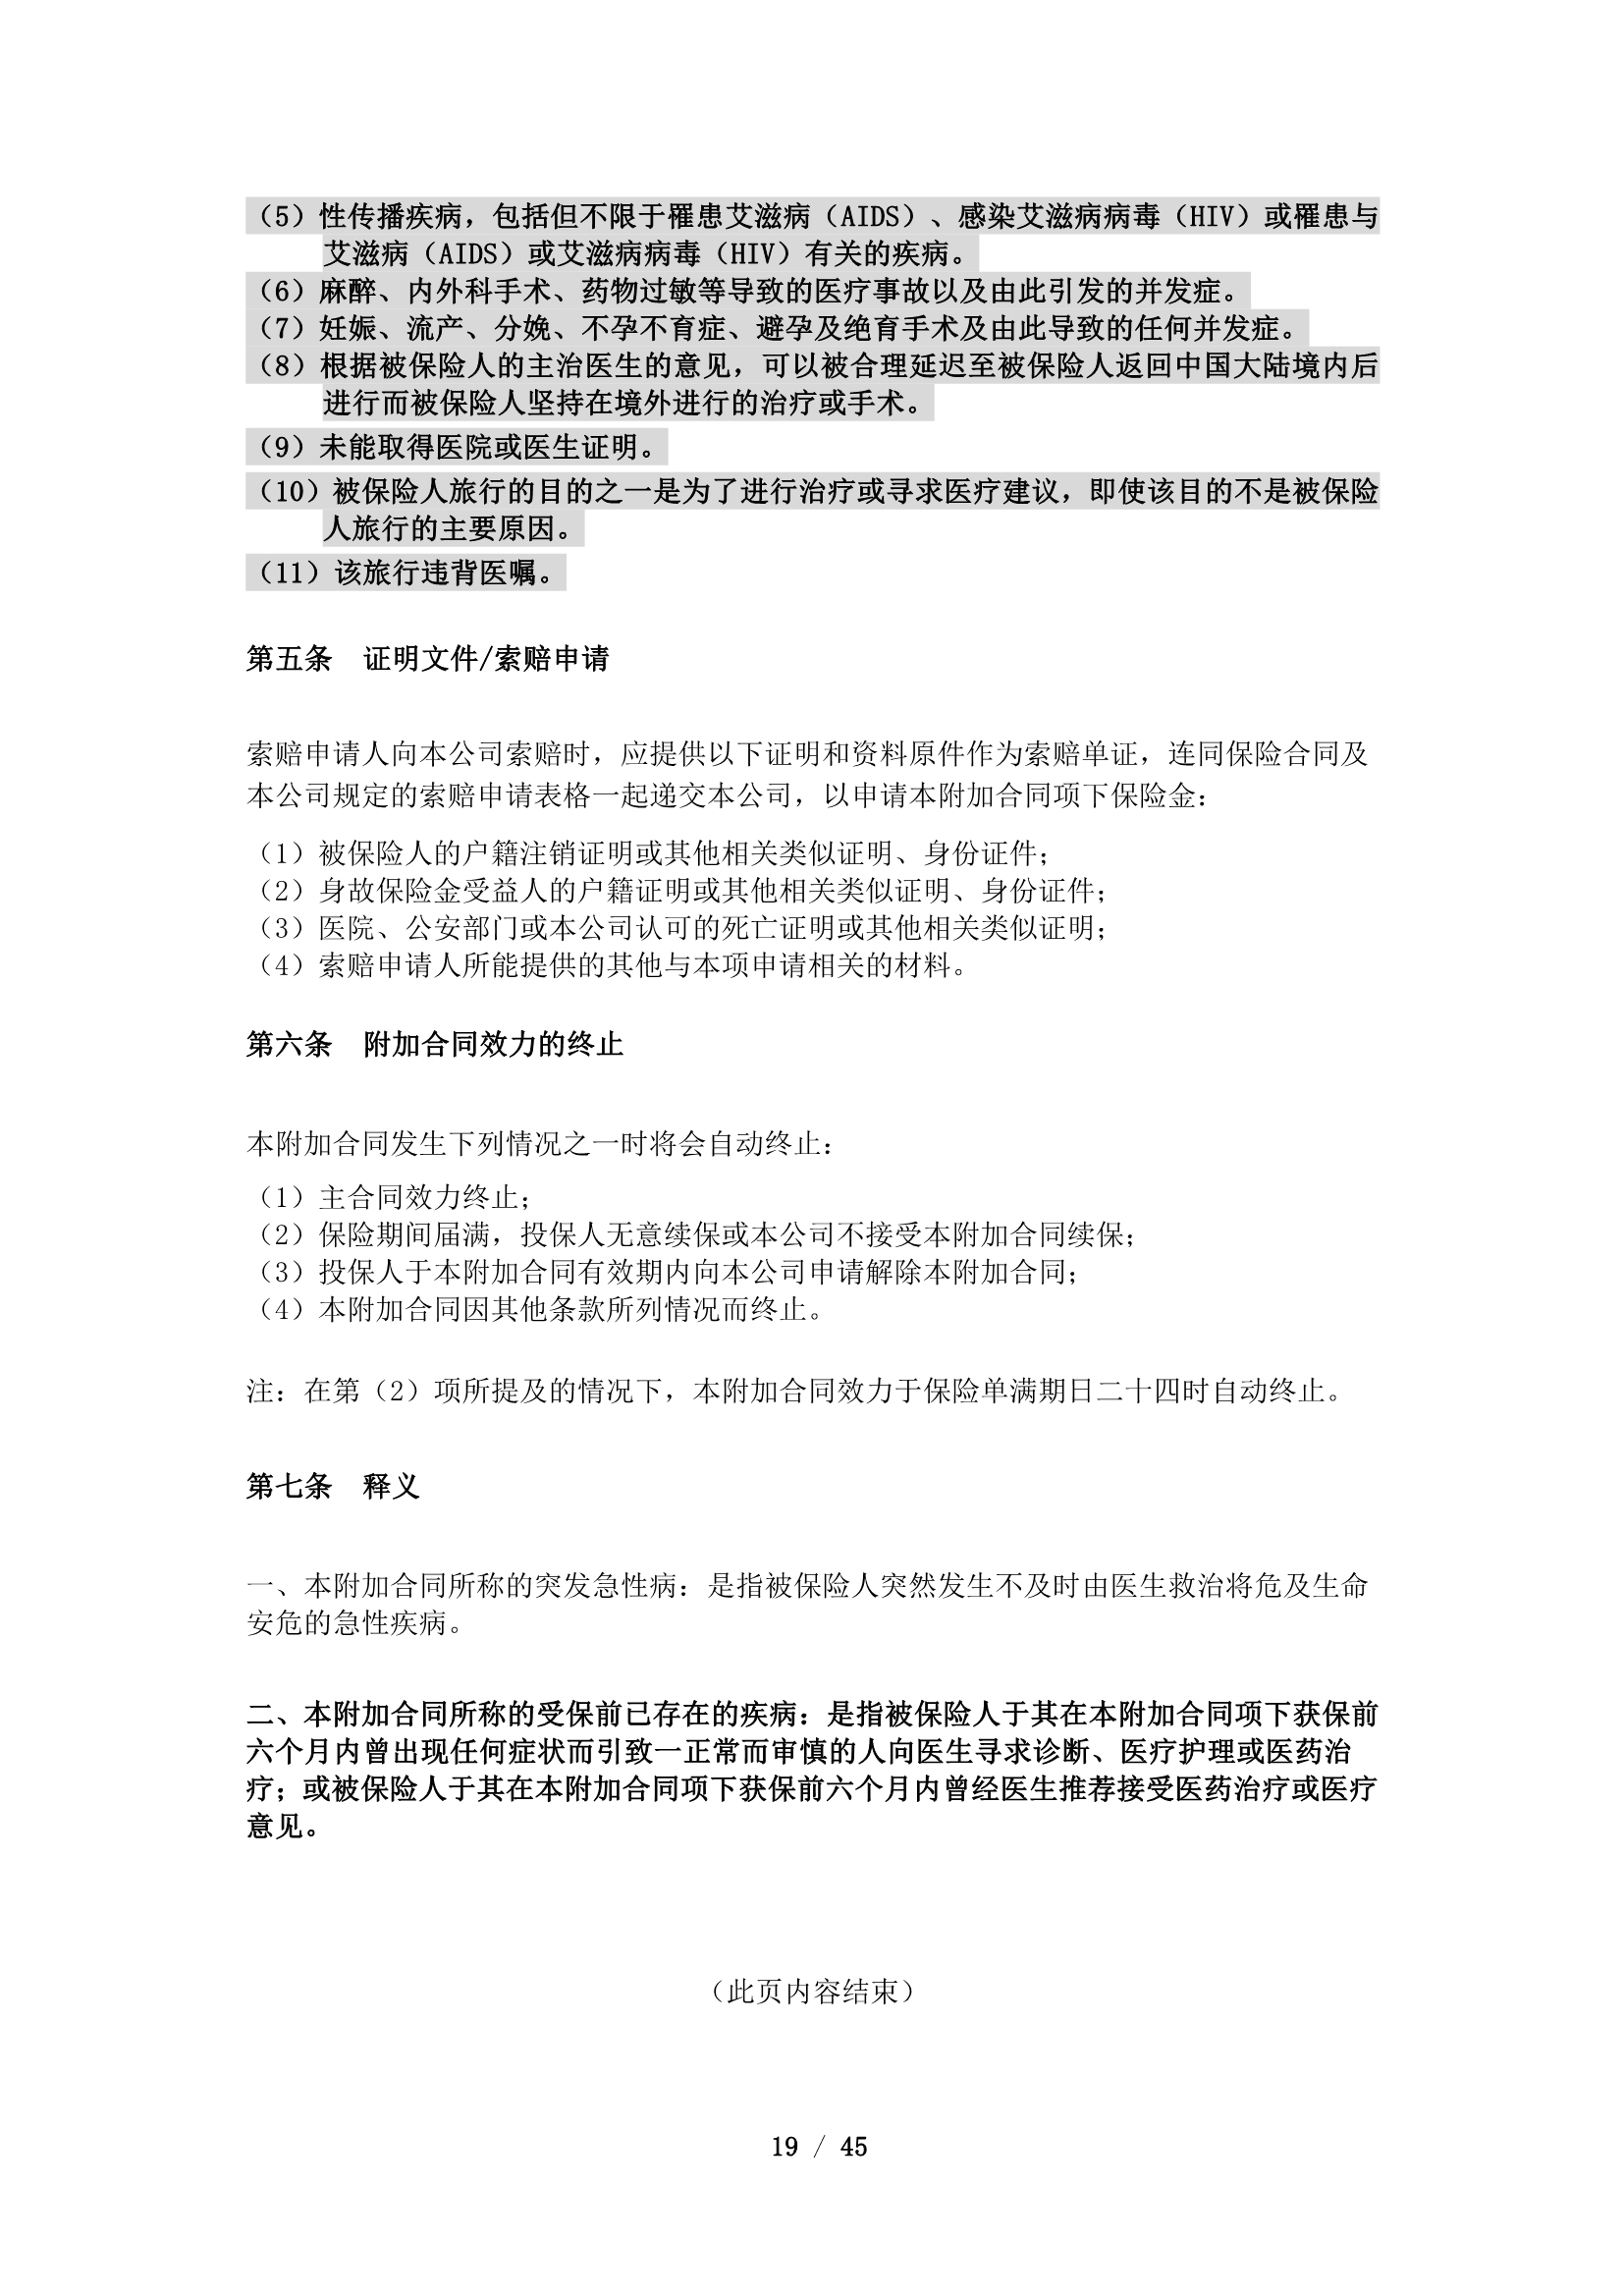 （5）性传播疾病，包括但不限于罹患艾滋病（AIDS）、感染艾滋病病毒（HIV）或罹患与
艾滋病（AIDS）或艾滋病病毒（HIV）有关的疾病。
（6）麻醉、内外科手术、药物过敏等导致的医疗事故以及由此引发的并发症。
（7）妊娠、流产、分娩、不孕不育症、避孕及绝育手术及由此导致的任何并发症。
（8）根据被保险人的主治医生的意见，可以被合理延迟至被保险人返回中国大陆境内后
进行而被保险人坚持在境外进行的治疗或手术。
（9）未能取得医院或医生证明。
（10）被保险人旅行的目的之一是为了进行治疗或寻求医疗建议，即使该目的不是被保险
人旅行的主要原因。
（11）该旅行违背医嘱。
第五条　证明文件/索赔申请
索赔申请人向本公司索赔时，应提供以下证明和资料原件作为索赔单证，连同保险合同及
本公司规定的索赔申请表格一起递交本公司，以申请本附加合同项下保险金：
（1）被保险人的户籍注销证明或其他相关类似证明、身份证件；
（2）身故保险金受益人的户籍证明或其他相关类似证明、身份证件；
（3）医院、公安部门或本公司认可的死亡证明或其他相关类似证明；
（4）索赔申请人所能提供的其他与本项申请相关的材料。
第六条　附加合同效力的终止
本附加合同发生下列情况之一时将会自动终止：
（1）主合同效力终止；
（2）保险期间届满，投保人无意续保或本公司不接受本附加合同续保；
（3）投保人于本附加合同有效期内向本公司申请解除本附加合同；
（4）本附加合同因其他条款所列情况而终止。
注：在第（2）项所提及的情况下，本附加合同效力于保险单满期日二十四时自动终止。
第七条　释义
一、本附加合同所称的突发急性病：是指被保险人突然发生不及时由医生救治将危及生命
安危的急性疾病。
二、本附加合同所称的受保前已存在的疾病：是指被保险人于其在本附加合同项下获保前
六个月内曾出现任何症状而引致一正常而审慎的人向医生寻求诊断、医疗护理或医药治
疗；或被保险人于其在本附加合同项下获保前六个月内曾经医生推荐接受医药治疗或医疗
意见。
（此页内容结束）
19 / 45